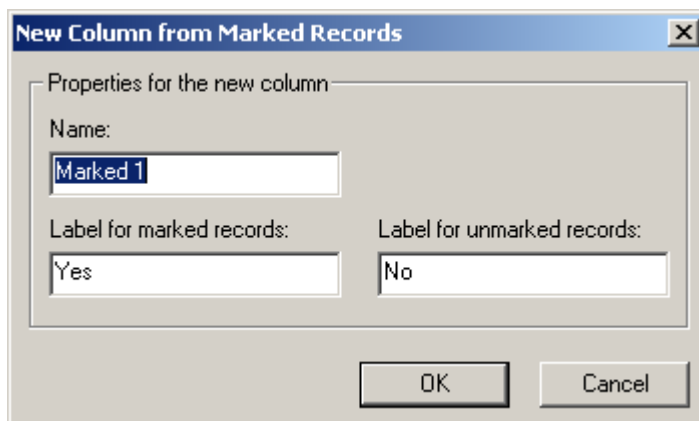 New Column from Marked Records
Properties for the new column
Name:
Marked 1
Label for marked records: Label for unmarked records:
Yes No
OK Cancel